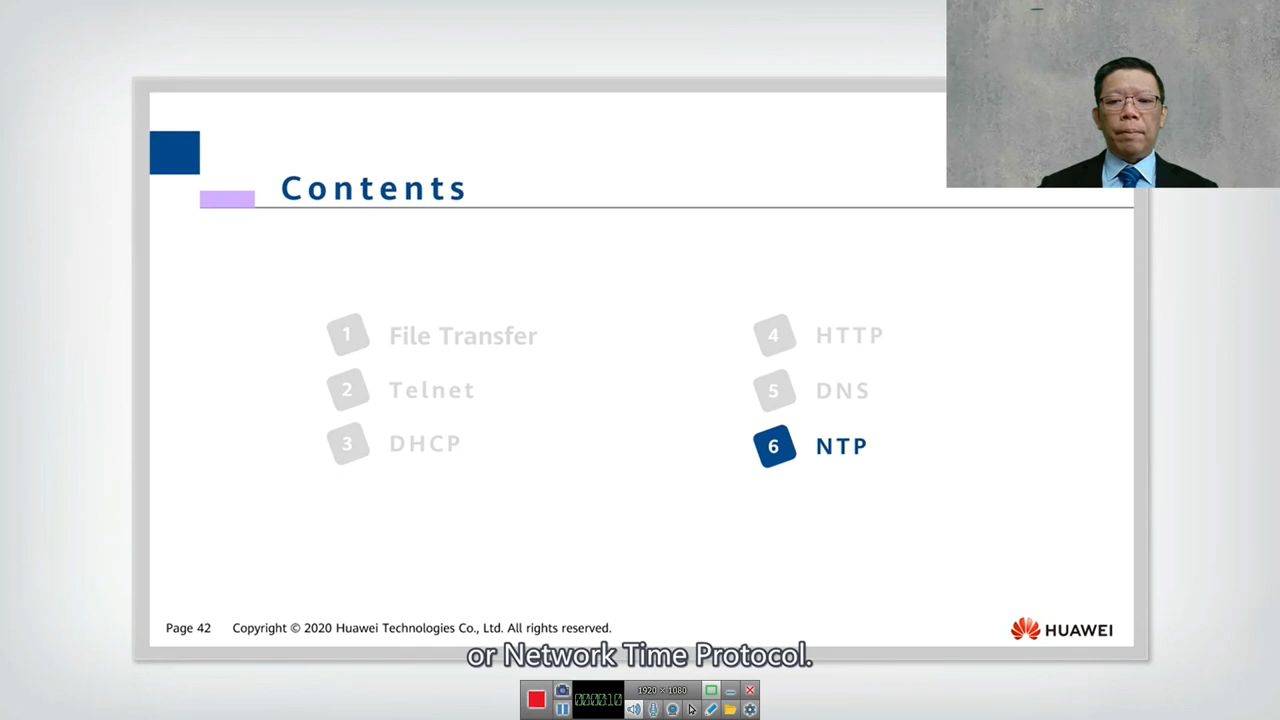 Contents
1 File Transfer
2 Telnet
3 DHCP
4 HTTP
5 DNS
6 NTP
Page 42 Copyright © 2020 Huawei Technologies Co., Ltd. All rights reserved.
HUAWEI
or Network Time Protocol.
1920 × 1080